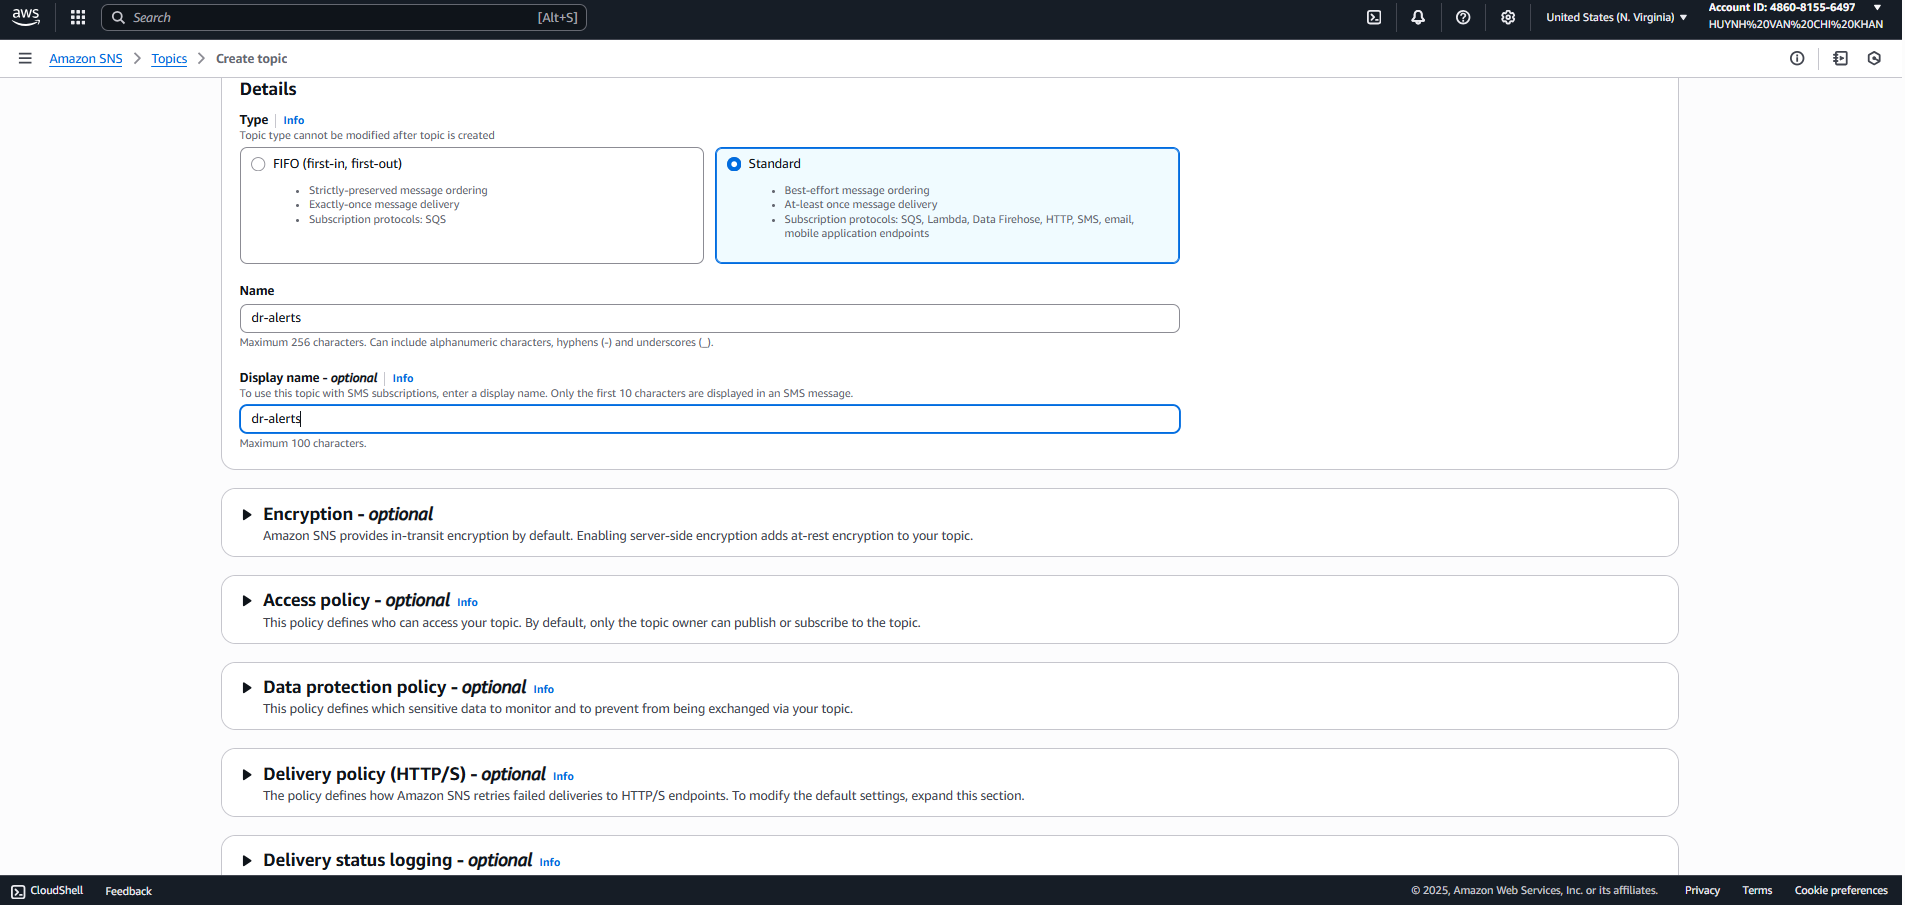 aws
Search [Alt+S]
United States (N. Virginia)
Account ID: 4860-8155-6497
HUYNH%20VAN%20CHI%20KHAN
Amazon SNS
Topics
Create topic
Details
Type Info
Topic type cannot be modified after topic is created
FIFO (first-in, first-out)
Strictly-preserved message ordering
Exactly-once message delivery
Subscription protocols: SQS
Standard
Best-effort message ordering
At-least once message delivery
Subscription protocols: SQS, Lambda, Data Firehose, HTTP, SMS, email,
mobile application endpoints
Name
dr-alerts
Maximum 256 characters. Can include alphanumeric characters, hyphens (-) and underscores (_).
Display name - optional Info
To use this topic with SMS subscriptions, enter a display name. Only the first 10 characters are displayed in an SMS message.
dr-alerts
Maximum 100 characters.
Encryption - optional
Amazon SNS provides in-transit encryption by default. Enabling server-side encryption adds at-rest encryption to your topic.
Access policy - optional Info
This policy defines who can access your topic. By default, only the topic owner can publish or subscribe to the topic.
Data protection policy - optional Info
This policy defines which sensitive data to monitor and to prevent from being exchanged via your topic.
Delivery policy (HTTP/S) - optional Info
The policy defines how Amazon SNS retries failed deliveries to HTTP/S endpoints. To modify the default settings, expand this section.
Delivery status logging - optional Info
CloudShell
Feedback
© 2025, Amazon Web Services, Inc. or its affiliates.
Privacy
Terms
Cookie preferences